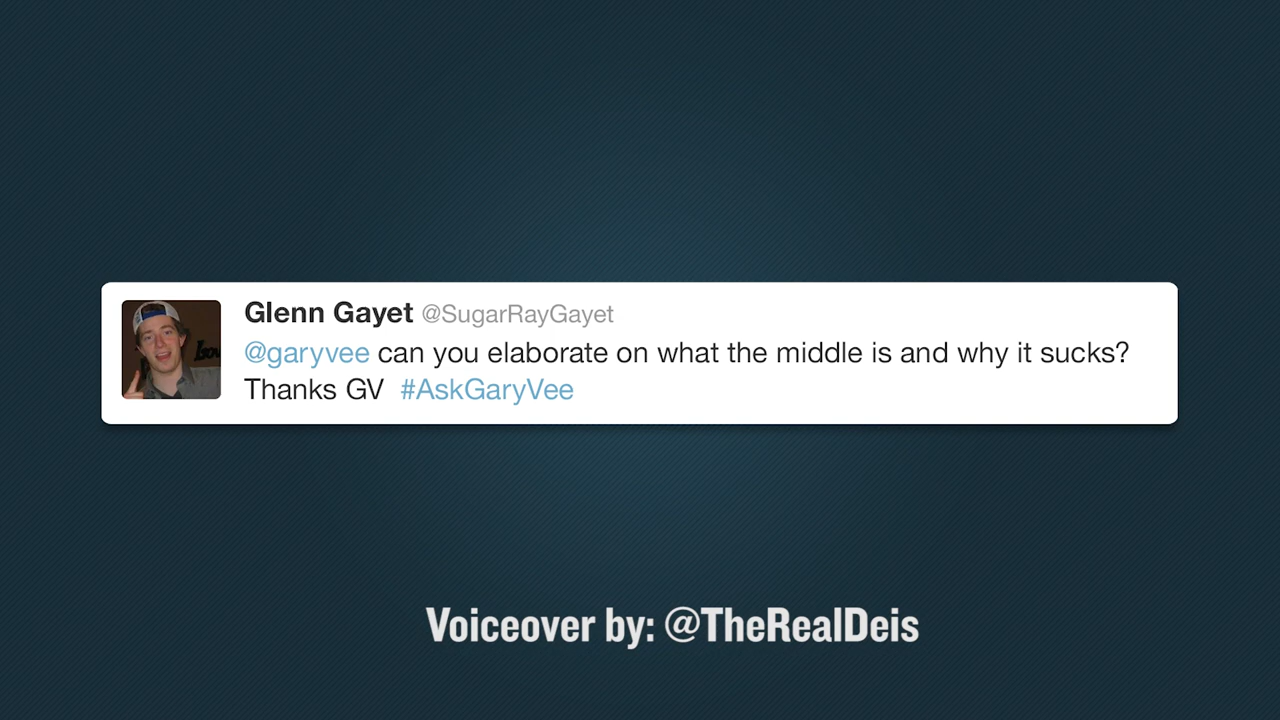 Glenn Gayet @SugarRayGayet
@garyvee can you elaborate on what the middle is and why it sucks?
Thanks GV #AskGaryVee
Voiceover by: @TheRealDeis